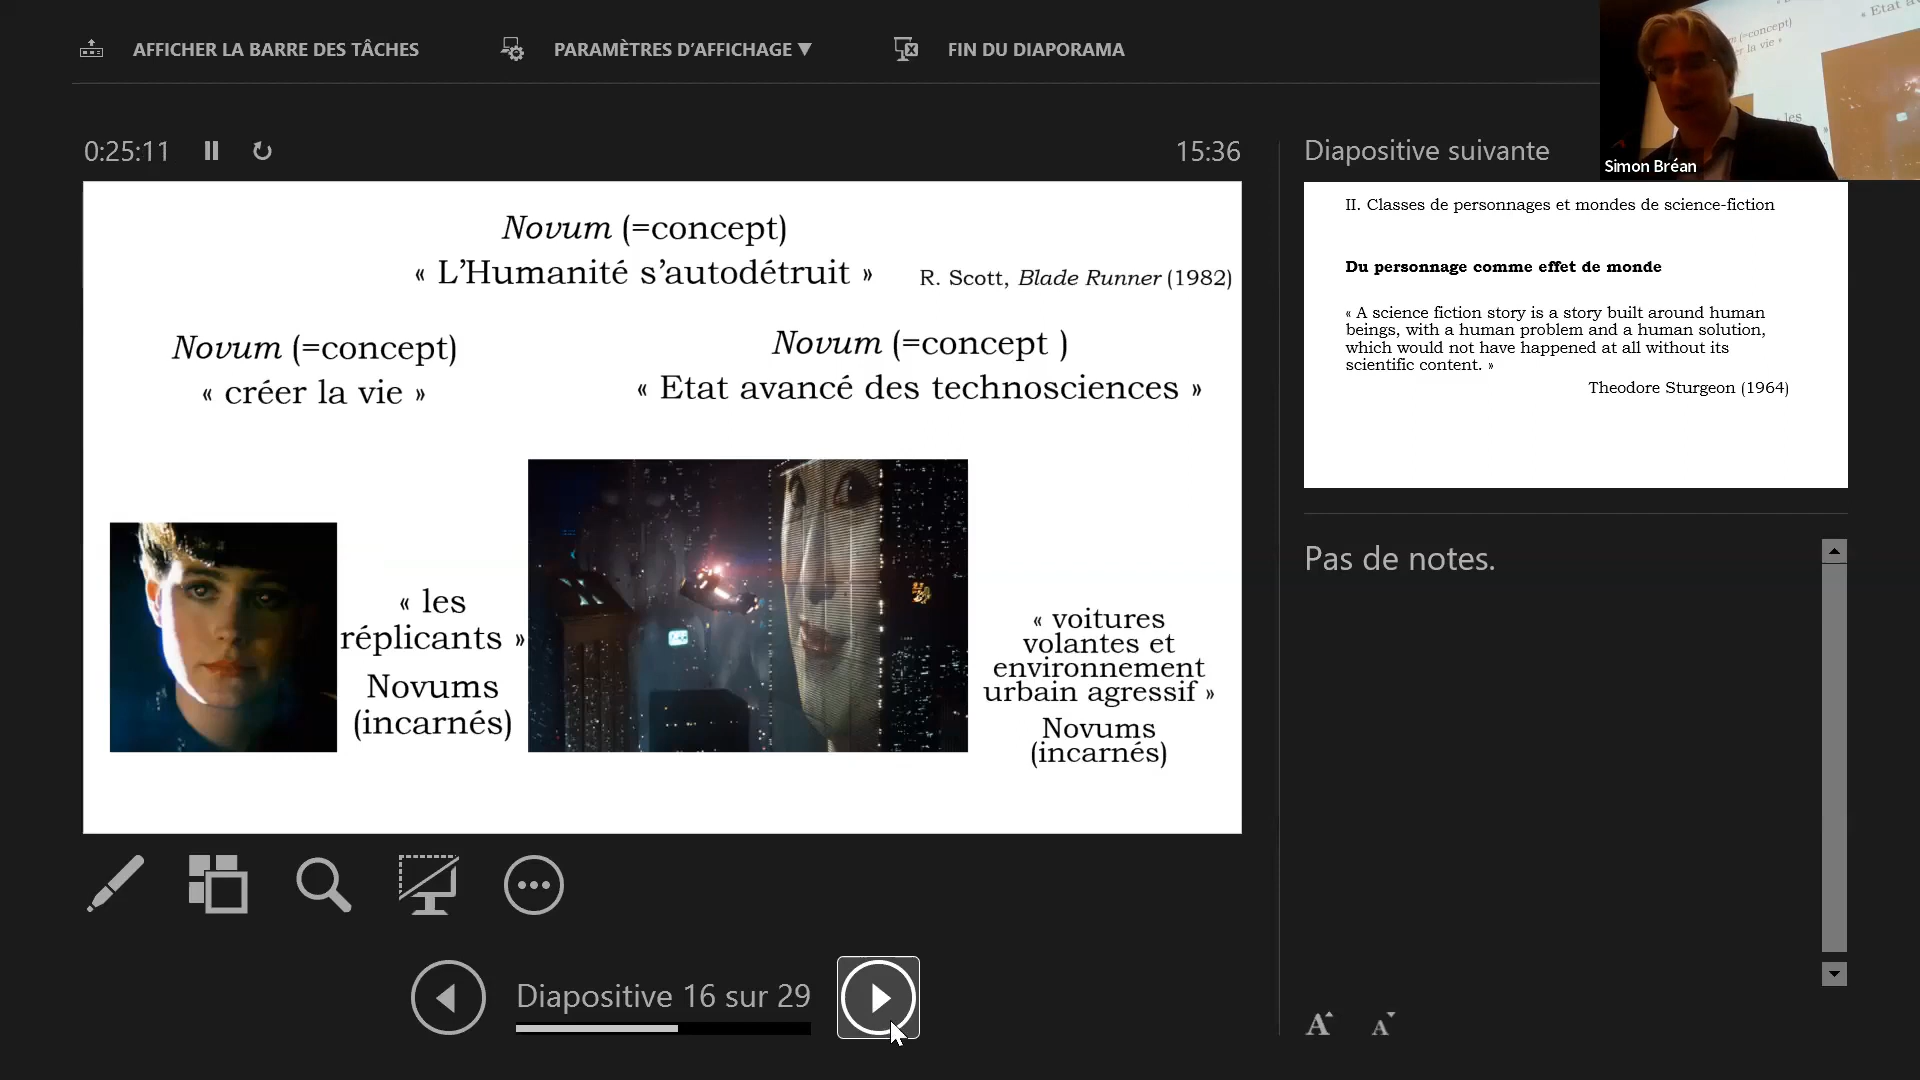 AFFICHER LA BARRE DES TÂCHES
PARAMÈTRES D'AFFICHAGE ▼
FIN DU DIAPORAMA
0:25:11
15:36
Novum (=concept)
« L'Humanité s'autodétruit »
R. Scott, Blade Runner (1982)
Novum (=concept)
« créer la vie »
Novum (=concept )
« Etat avancé des technosciences »
« les
réplicants »
Novums
(incarnés)
« voitures
volantes et
environnement
urbain agressif »
Novums
(incarnés)
Diapositive 16 sur 29
Diapositive suivante
Simon Bréan
II. Classes de personnages et mondes de science-fiction
Du personnage comme effet de monde
« A science fiction story is a story built around human
beings, with a human problem and a human solution,
which would not have happened at all without its
scientific content. »
Theodore Sturgeon (1964)
Pas de notes.
A A